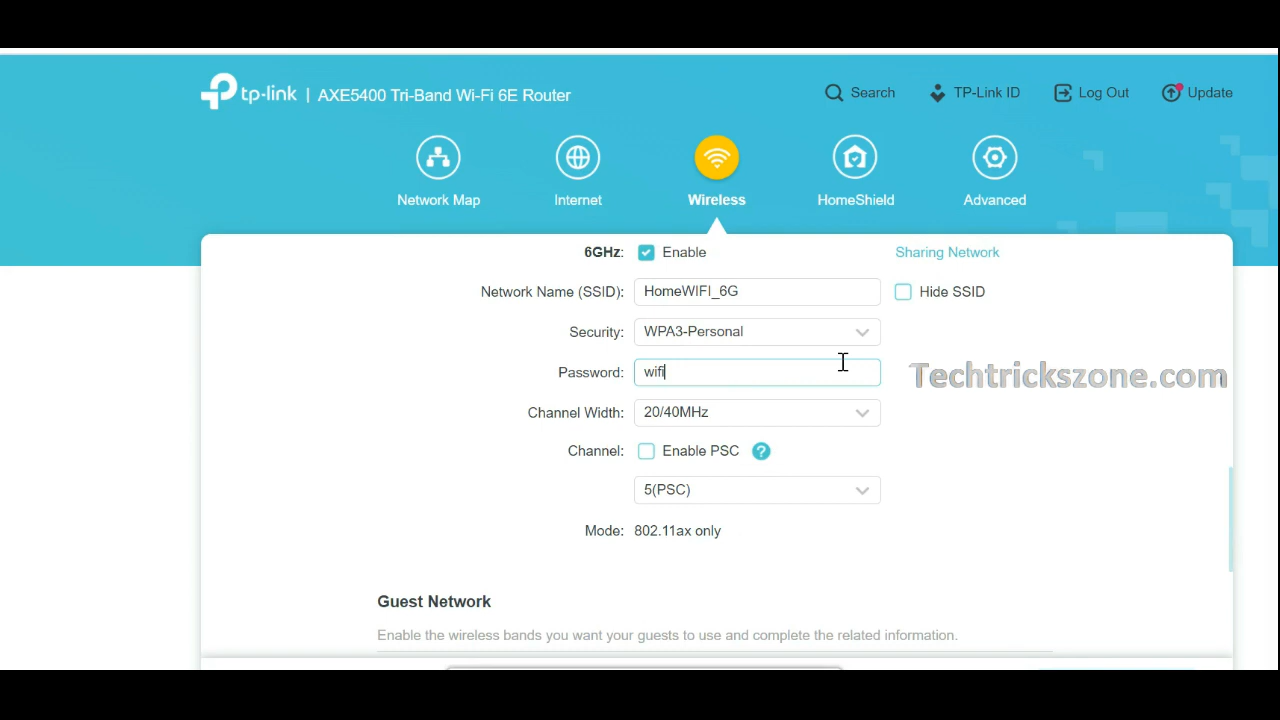 tp-link | AXE5400 Tri-Band Wi-Fi 6E Router Search TP-Link ID Log Out Update
Network Map Internet Wireless HomeShield Advanced
6GHz: Enable Sharing Network
Network Name (SSID): HomeWIFI_6G Hide SSID
Security: WPA3-Personal
Password: wifi Techtrickszone.com
Channel Width: 20/40MHz
Channel: Enable PSC ?
5(PSC)
Mode: 802.11ax only
Guest Network
Enable the wireless bands you want your guests to use and complete the related information.